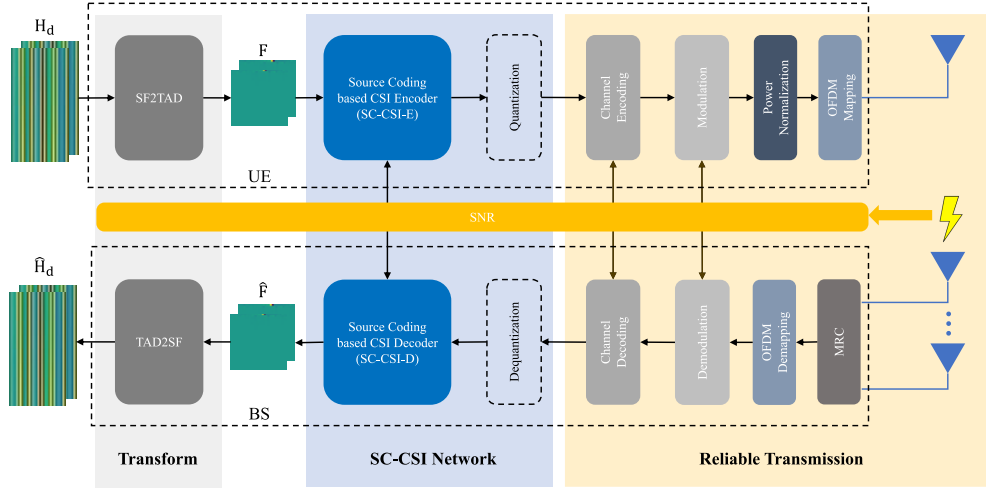 H_d
SF2TAD
F
Source Coding
based CSI Encoder
(SC-CSI-E)
Quantization
Channel
Encoding
Modulation
Power
Normalization
OFDM
Mapping
UE
SNR
Ĥ_d
TAD2SF
F̂
Source Coding
based CSI Decoder
(SC-CSI-D)
Dequantization
Channel
Decoding
Demodulation
OFDM
Demapping
MRC
BS
Transform
SC-CSI Network
Reliable Transmission